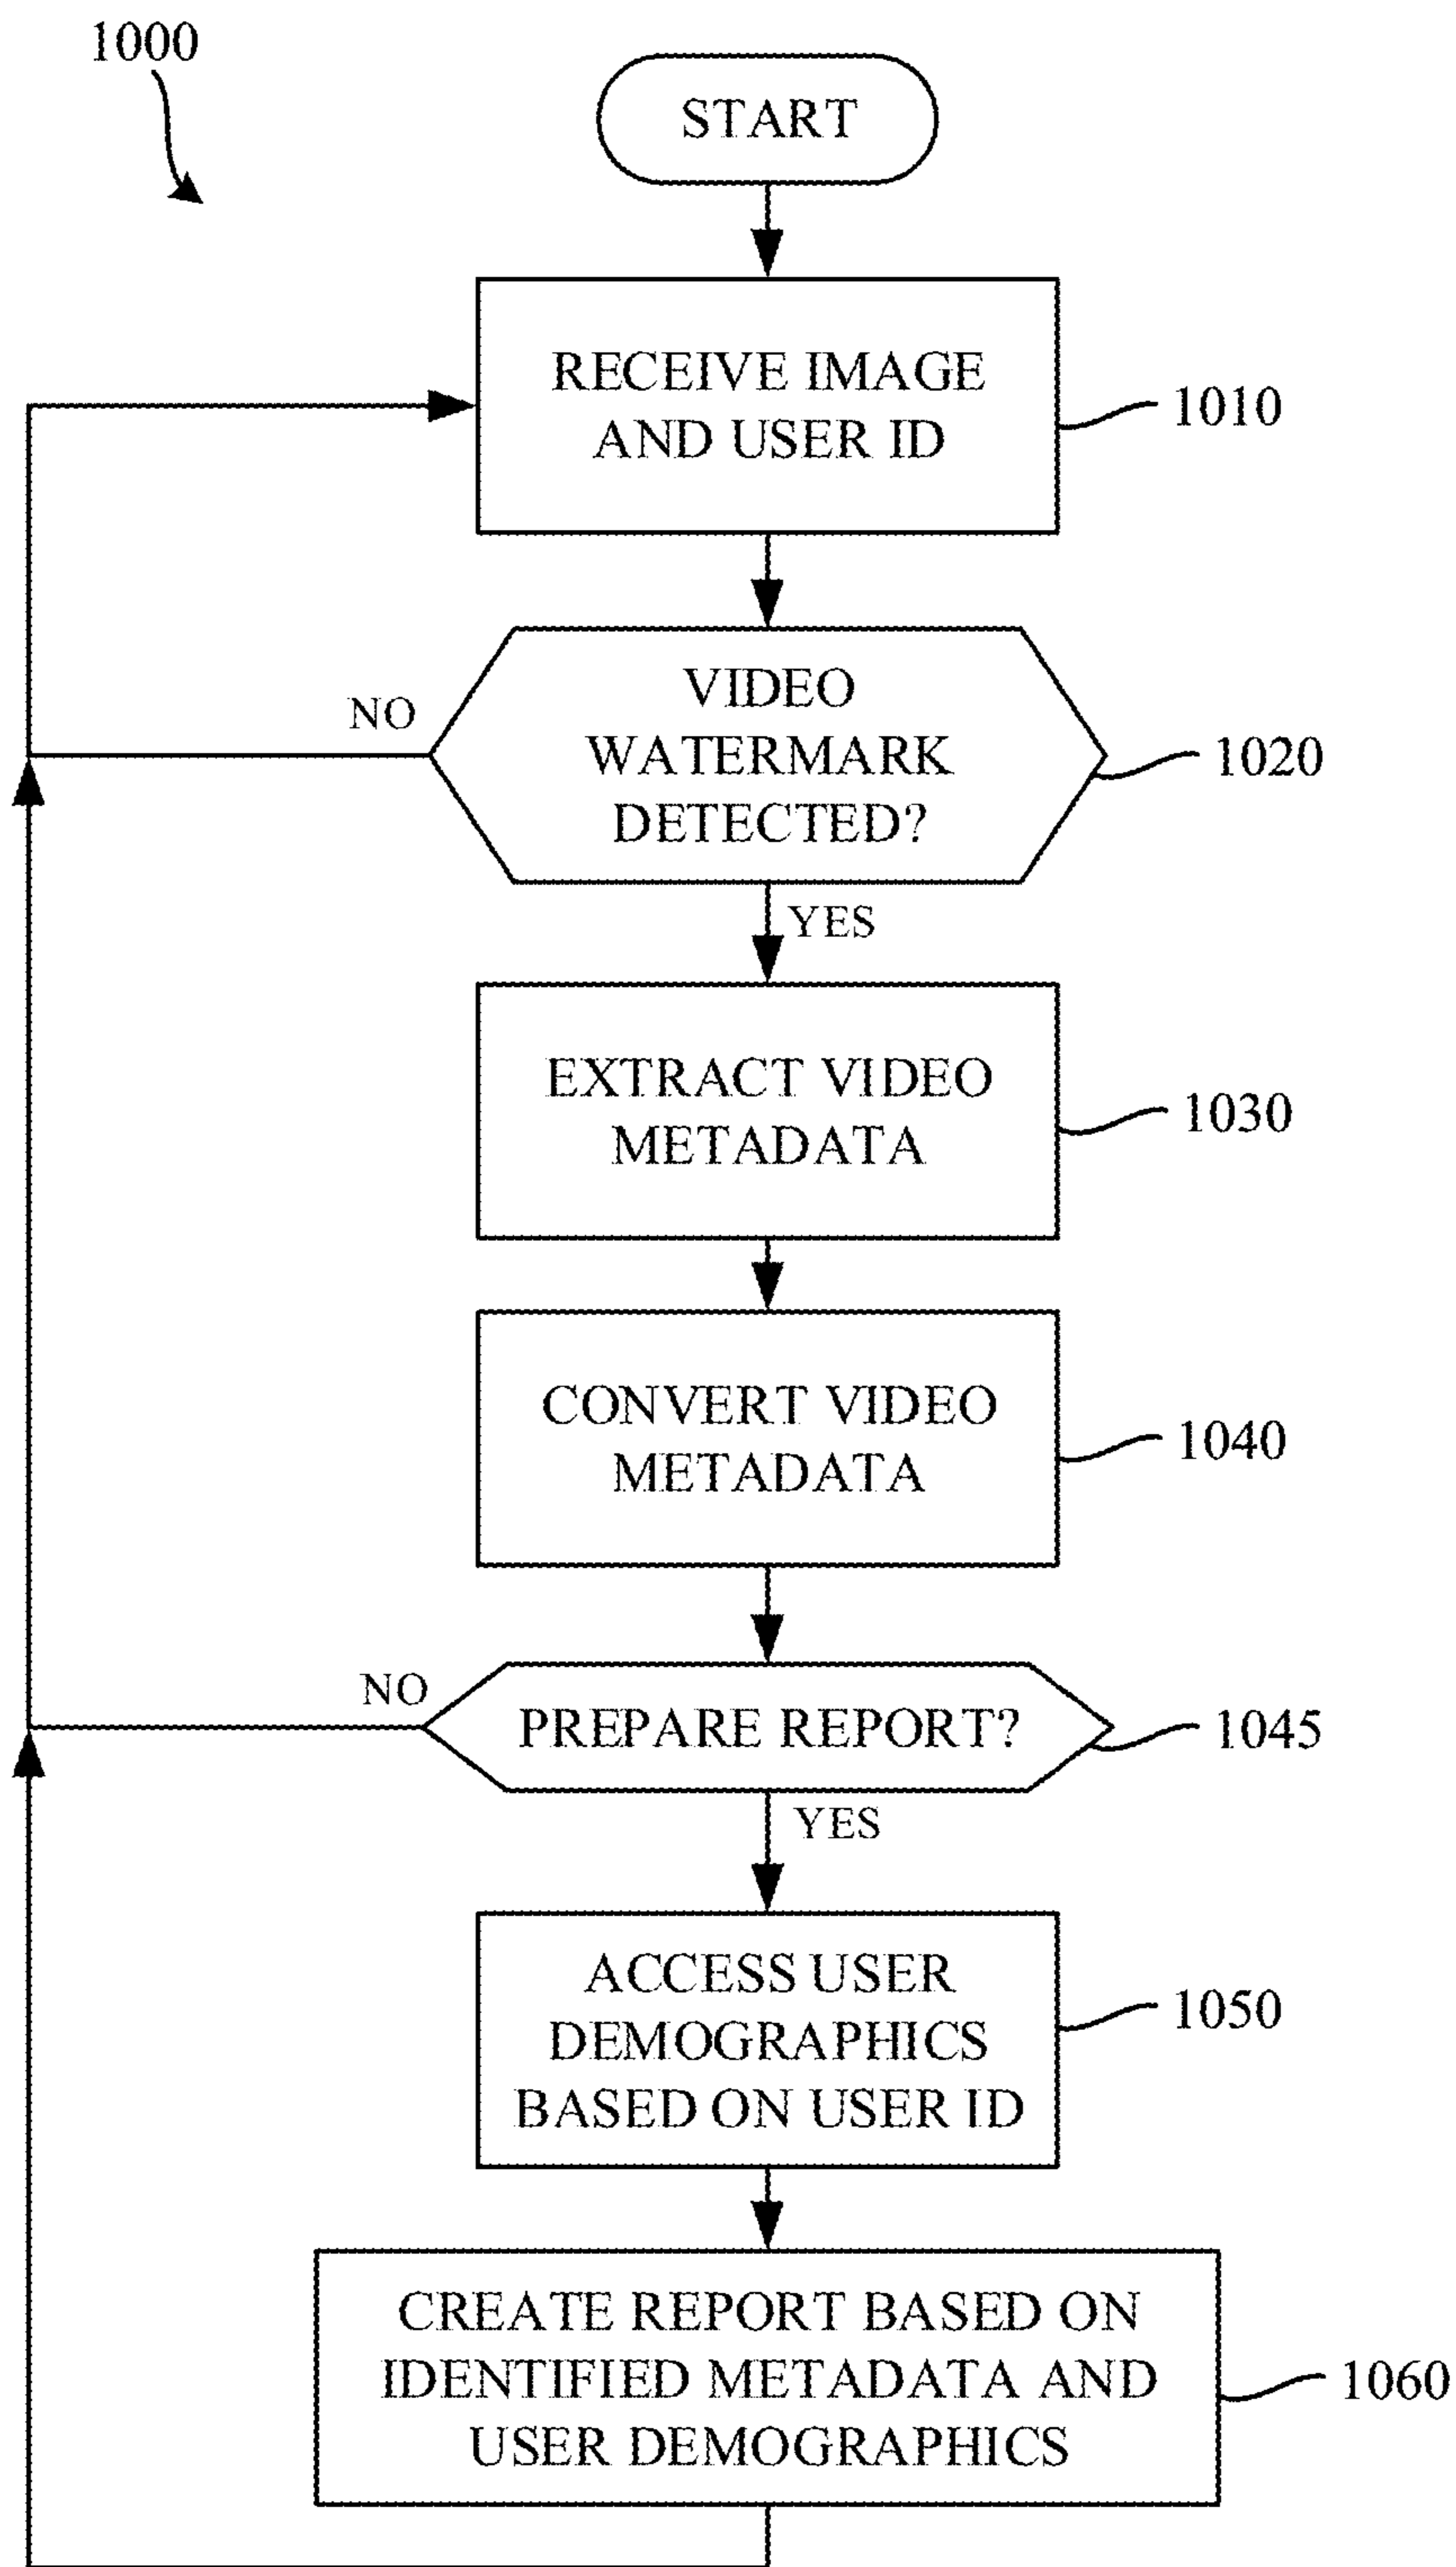 1000
START
RECEIVE IMAGE
AND USER ID
1010
VIDEO
WATERMARK
DETECTED?
NO
1020
YES
EXTRACT VIDEO
METADATA
1030
CONVERT VIDEO
METADATA
1040
NO
PREPARE REPORT?
1045
YES
ACCESS USER
DEMOGRAPHICS
BASED ON USER ID
1050
CREATE REPORT BASED ON
IDENTIFIED METADATA AND
USER DEMOGRAPHICS
1060